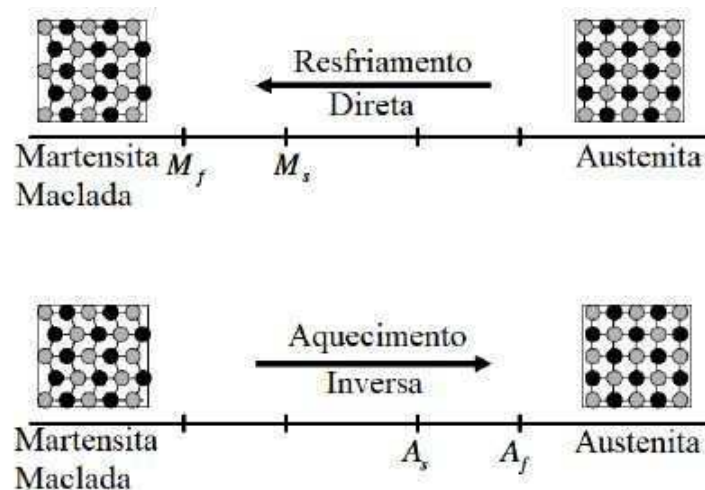 Resfriamento
Direta
Martensita
Maclada
M_f
M_s
Austenita
Aquecimento
Inversa
Martensita
Maclada
A_s
A_f
Austenita